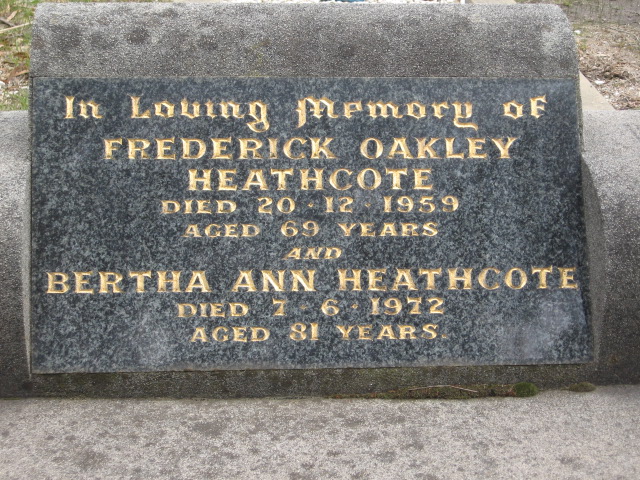 In Loving Memory of
FREDERICK OAKLEY
HEATHCOTE
DIED 20·12·1959
AGED 69 YEARS
AND
BERTHA ANN HEATHCOTE
DIED 7·6·1972
AGED 81 YEARS.